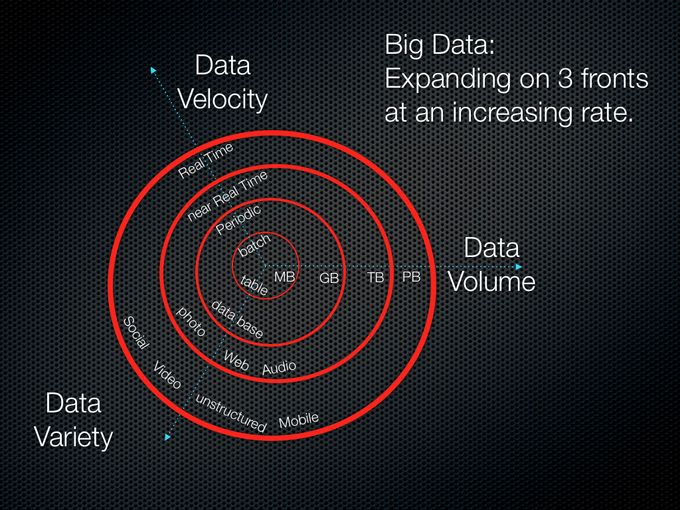 Big Data:
Expanding on 3 fronts
at an increasing rate.
Data
Velocity
Real Time
near Real Time
Periodic
batch
Data
Volume
MB
GB
TB
PB
table
data base
photo
Web
Audio
Social
Video
unstructured
Mobile
Data
Variety